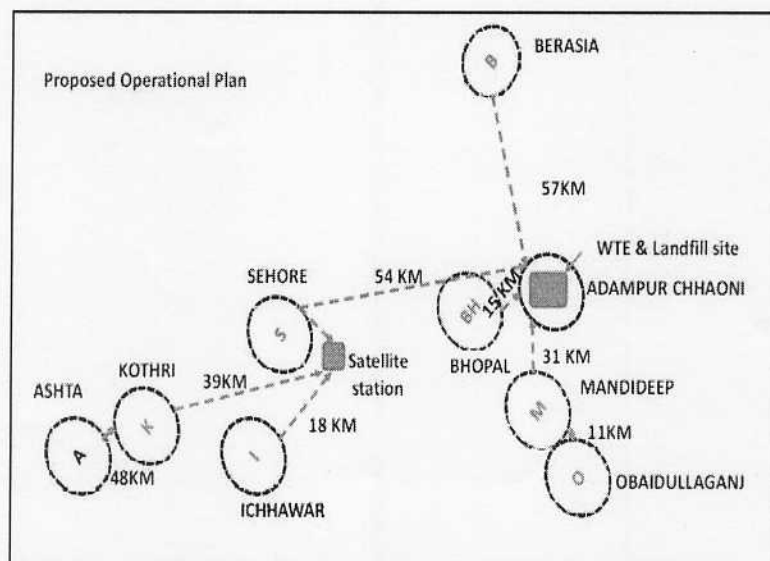 BERASIA
B
Proposed Operational Plan
57KM
WTE & Landfill site
SEHORE
54 KM
ADAMPUR CHHAONI
15 KM
BH
S
BHOPAL
31 KM
Satellite
station
KOTHRI
39KM
MANDIDEEP
ASHTA
K
M
18 KM
11KM
A
I
48KM
O
OBAIDULLAGANJ
ICHHAWAR